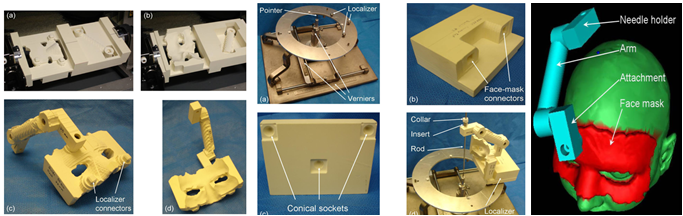 (a)
(b)
(c)
Localizer
connectors
(d)
Pointer
Localizer
(a)
Verniers
(c)
Conical sockets
(b)
Face-mask
connectors
Collar
Insert
Rod
(d)
Localizer
Needle holder
Arm
Attachment
Face mask